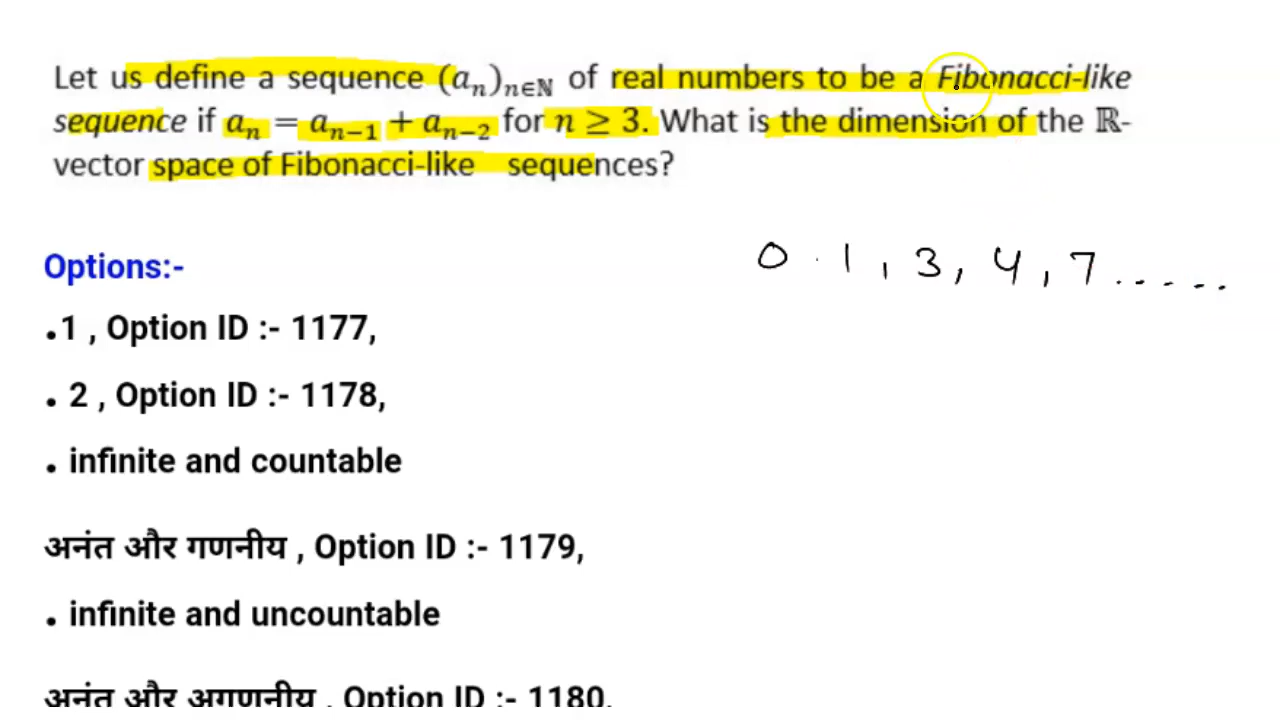 Let us define a sequence (aₙ)ₙ∈ℕ of real numbers to be a Fibonacci-like
sequence if aₙ = aₙ₋₁ + aₙ₋₂ for n ≥ 3. What is the dimension of the ℝ-
vector space of Fibonacci-like sequences?
0 . 1 , 3 , 4 , 7 . . . . .
Options:-
.1 , Option ID :- 1177,
. 2 , Option ID :- 1178,
. infinite and countable
अनंत और गणनीय , Option ID :- 1179,
. infinite and uncountable
अनंत और अगणनीय , Option ID :- 1180,